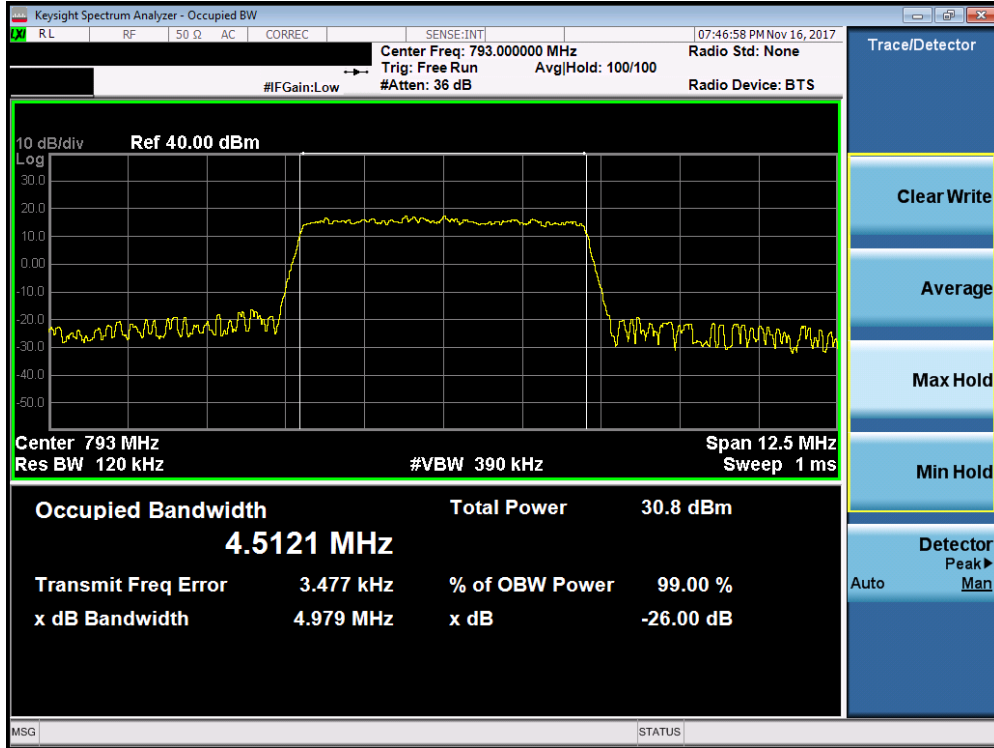 Keysight Spectrum Analyzer - Occupied BW
LXI RL RF 50 Ω AC CORREC SENSE:INT 07:46:58 PM Nov 16, 2017
Center Freq: 793.000000 MHz Radio Std: None
Trig: Free Run Avg|Hold: 100/100
#IFGain:Low #Atten: 36 dB Radio Device: BTS
Trace/Detector
10 dB/div Ref 40.00 dBm
Log
30.0
20.0
10.0
0.00
-10.0
-20.0
-30.0
-40.0
-50.0
Center 793 MHz Span 12.5 MHz
Res BW 120 kHz #VBW 390 kHz Sweep 1 ms
Occupied Bandwidth Total Power 30.8 dBm
4.5121 MHz
Transmit Freq Error 3.477 kHz % of OBW Power 99.00 %
x dB Bandwidth 4.979 MHz x dB -26.00 dB
Clear Write
Average
Max Hold
Min Hold
Detector
Peak▶
Auto Man
MSG STATUS